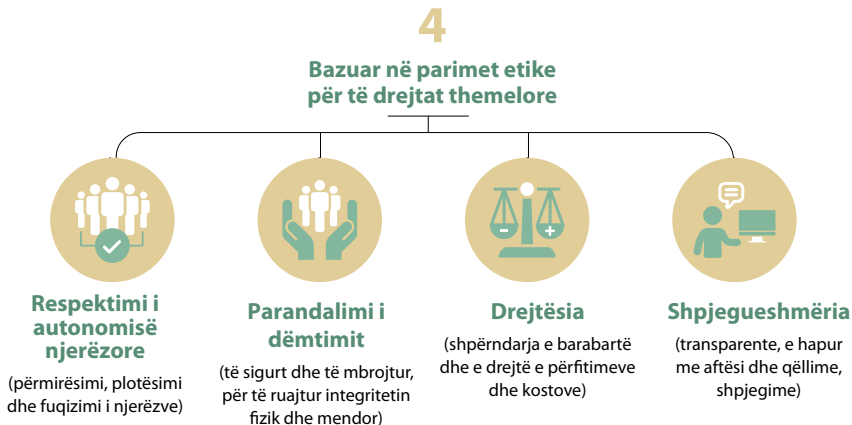 4
Bazuar në parimet etike
për të drejtat themelore
Respektimi i
autonomisë
njerëzore
(përmirësimi, plotësimi
dhe fuqizimi i njerëzve)
Parandalimi i
dëmtimit
(të sigurt dhe të mbrojtur,
për të ruajtur integritetin
fizik dhe mendor)
Drejtësia
(shpërndarja e barabartë
dhe e drejtë e përfitimeve
dhe kostove)
Shpjegueshmëria
(transparente, e hapur
me aftësi dhe qëllime,
shpjegime)